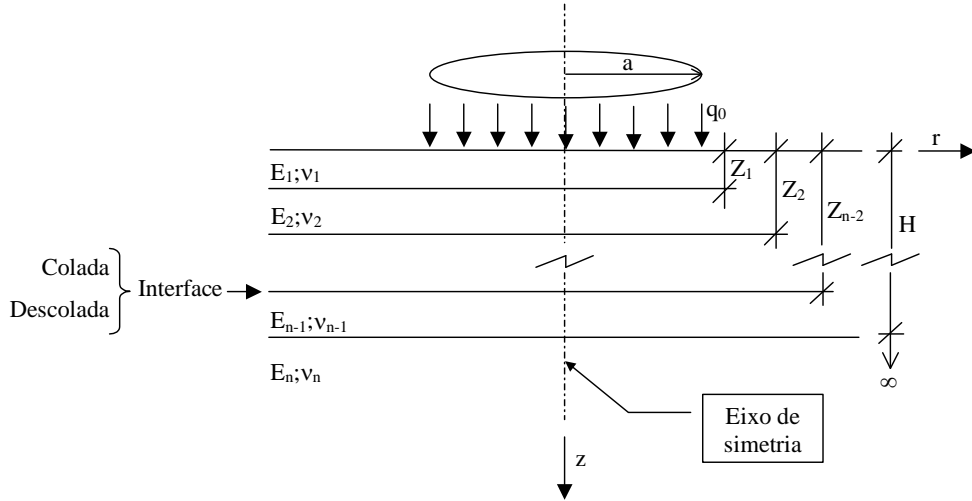 a
q₀
r
E₁;ν₁
Z₁
E₂;ν₂
Z₂
Zₙ₋₂
H
Colada
Descolada
Interface
Eₙ₋₁;νₙ₋₁
Eₙ;νₙ
∞
Eixo de
simetria
z